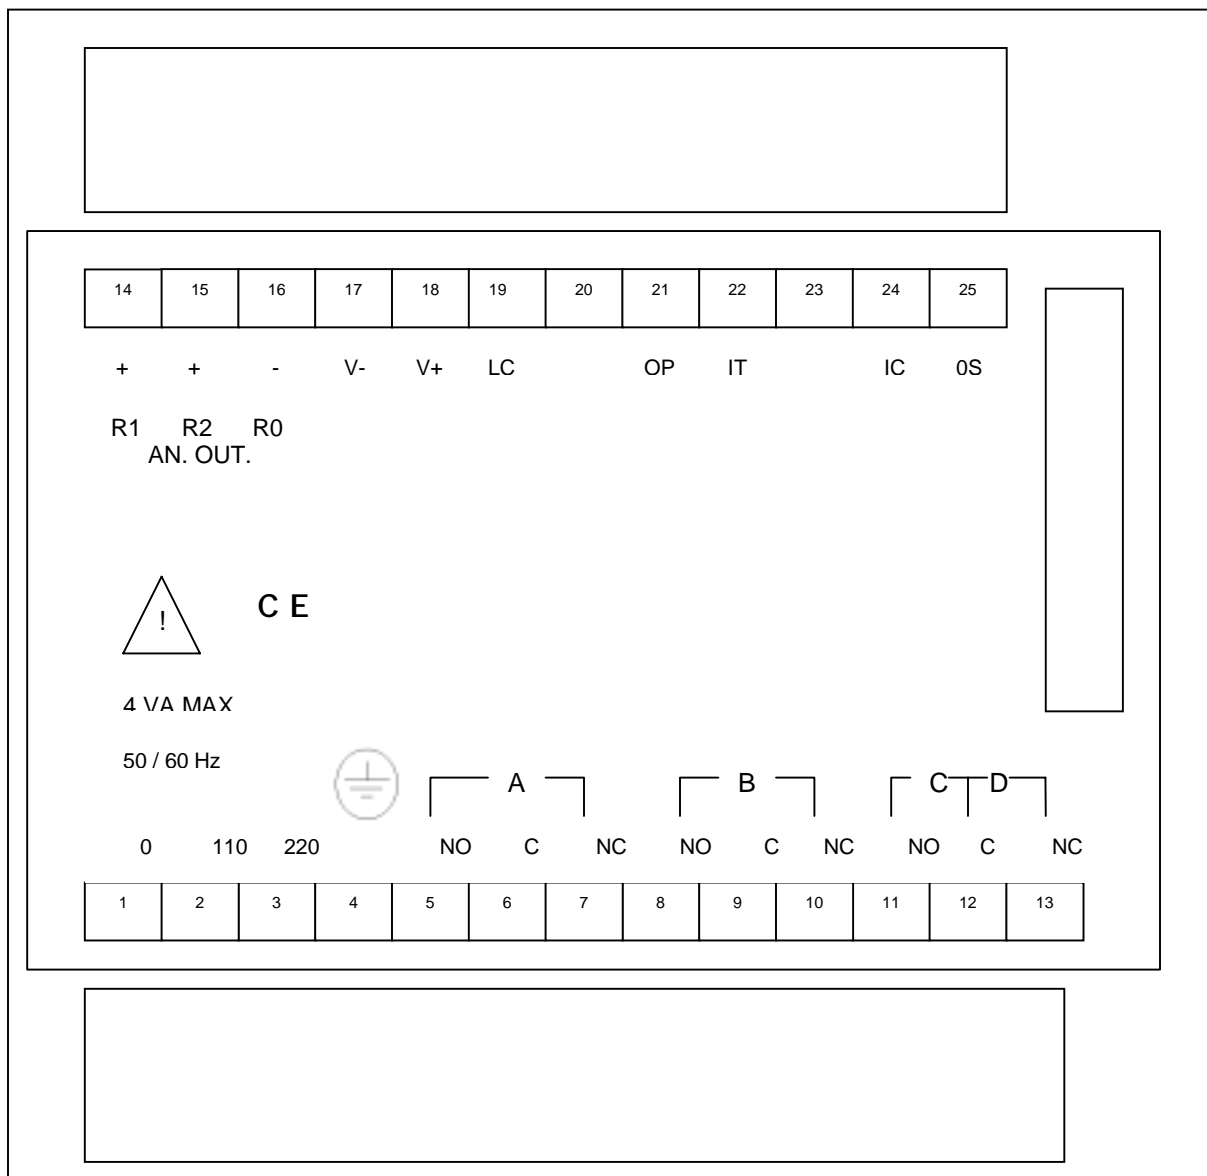 14 15 16 17 18 19 20 21 22 23 24 25
+ + - V- V+ LC OP IT IC 0S
R1 R2 R0
AN. OUT.
! C E
4 VA MAX
50 / 60 Hz
A B C D
0 110 220 NO C NC NO C NC NO C NC
1 2 3 4 5 6 7 8 9 10 11 12 13